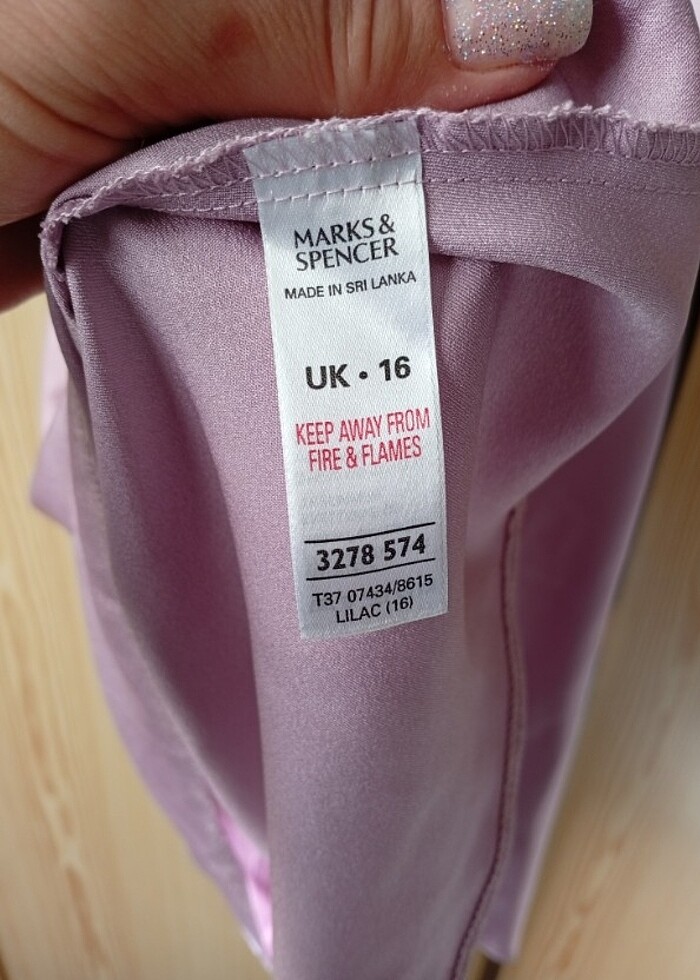 MARKS &
SPENCER
MADE IN SRI LANKA
UK • 16
KEEP AWAY FROM
FIRE & FLAMES
3278 574
T37 07434/8615
LILAC (16)